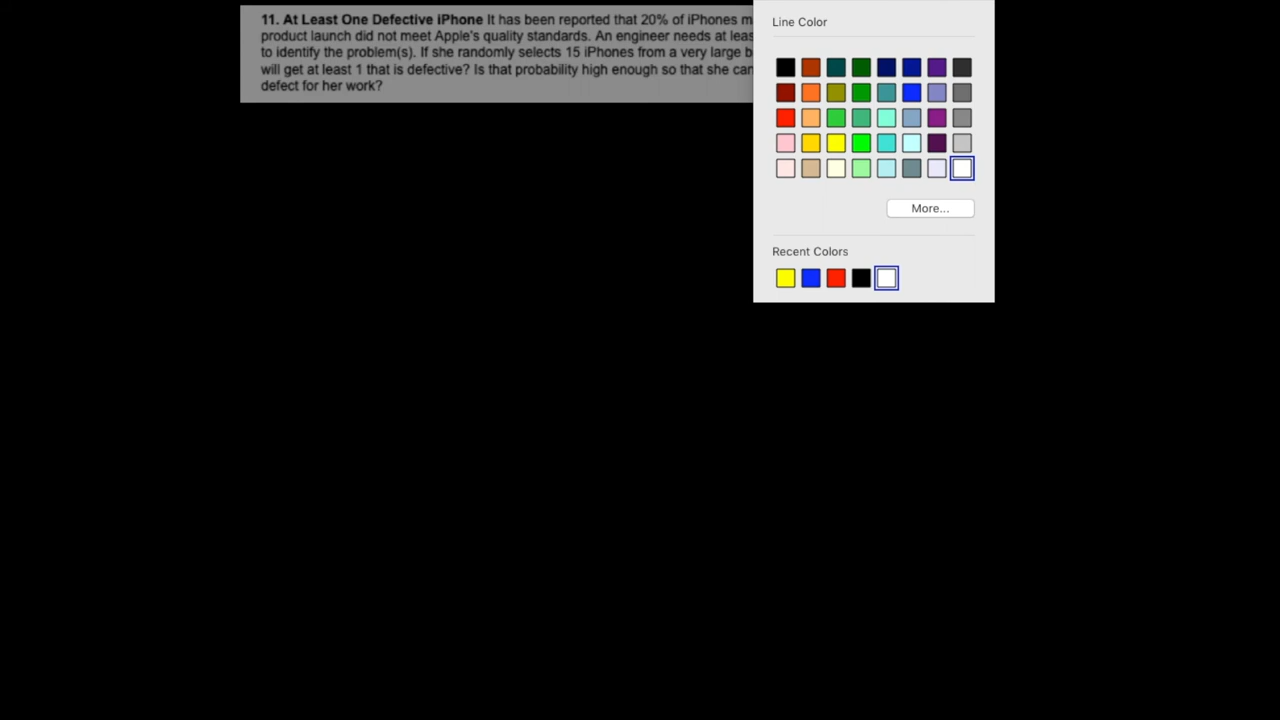 11. At Least One Defective iPhone It has been reported that 20% of iPhones
product launch did not meet Apple's quality standards. An engineer needs at
to identify the problem(s). If she randomly selects 15 iPhones from a very large
will get at least 1 that is defective? Is that probability high enough so that she can
defect for her work?
Line Color
More...
Recent Colors